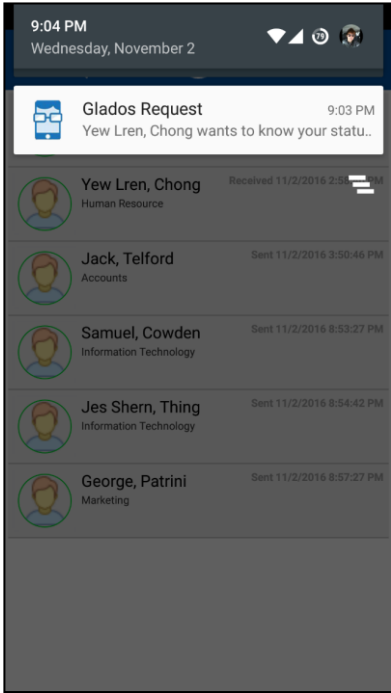 9:04 PM
Wednesday, November 2
79
Glados Request 9:03 PM
Yew Lren, Chong wants to know your statu..
Yew Lren, Chong Received 11/2/2016 PM
Human Resource
Jack, Telford Sent 11/2/2016 3:50:46 PM
Accounts
Samuel, Cowden Sent 11/2/2016 8:53:27 PM
Information Technology
Jes Shern, Thing Sent 11/2/2016 8:54:42 PM
Information Technology
George, Patrini Sent 11/2/2016 8:57:27 PM
Marketing